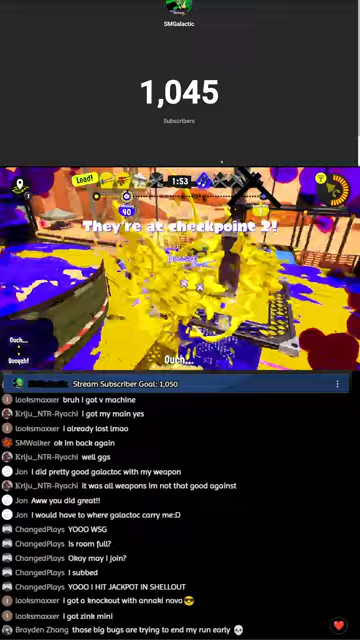 SMGalactic
1,045
Subscribers
Lead!
1:53
40
They're at checkpoint 2!
Ouch...
Booyah!
Ouch...
Stream Subscriber Goal: 1,050
looksmaxxer bruh i got v machine
Krlju_NTR-Ryachi I got my main yes
looksmaxxer I already lost lmao
SMWalker ok im back again
Krlju_NTR-Ryachi well ggs
Jon I did pretty good galactoc with my weapon
Krlju_NTR-Ryachi It was all weapons im not that good against
Jon Aww you did great!!
Jon I would have to where galactoc carry me:D
ChangedPlays YOOO WSG
ChangedPlays Is room full?
ChangedPlays Okay may I join?
ChangedPlays I subbed
ChangedPlays YOOO I HIT JACKPOT IN SHELLOUT
looksmaxxer I got a knockout with annaki nova😎
looksmaxxer I got zink mini
Brayden Zhang those big bugs are trying to end my run early 💀